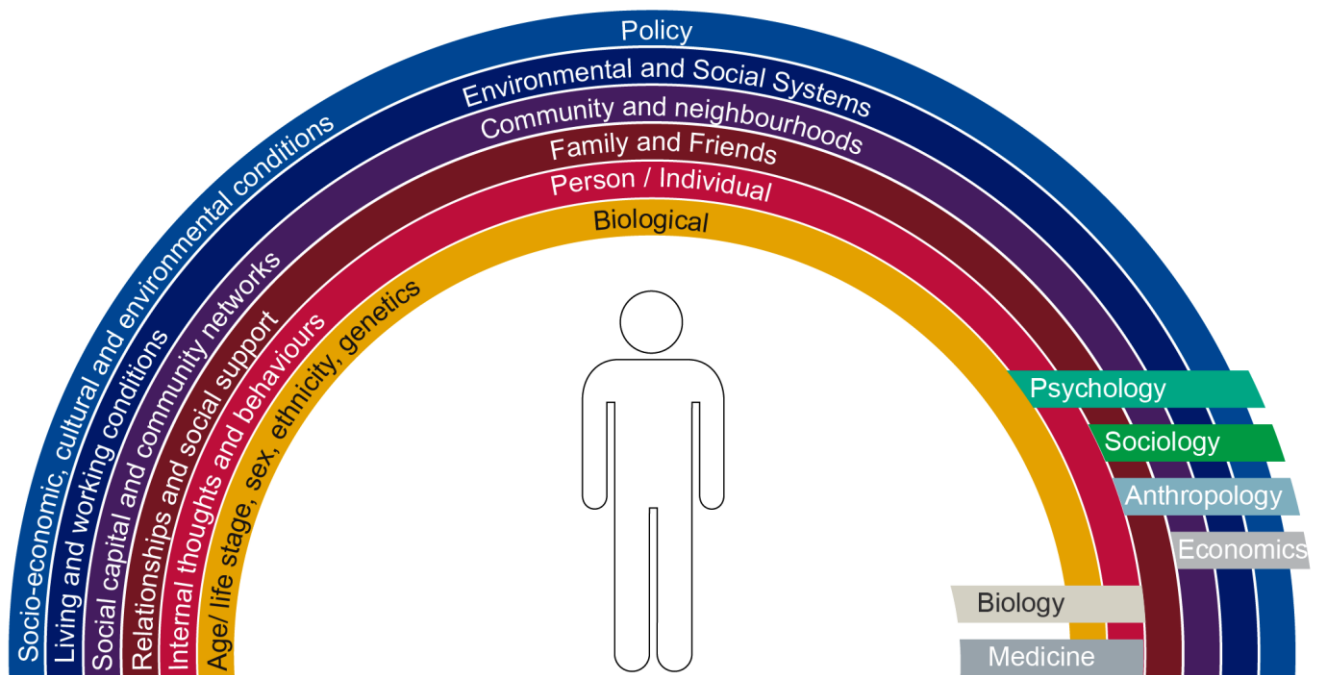 Policy
Environmental and Social Systems
Community and neighbourhoods
Family and Friends
Person / Individual
Biological
Socio-economic, cultural and environmental conditions
Living and working conditions
Social capital and community networks
Relationships and social support
Internal thoughts and behaviours
Age/ life stage, sex, ethnicity, genetics
Psychology
Sociology
Anthropology
Economics
Biology
Medicine